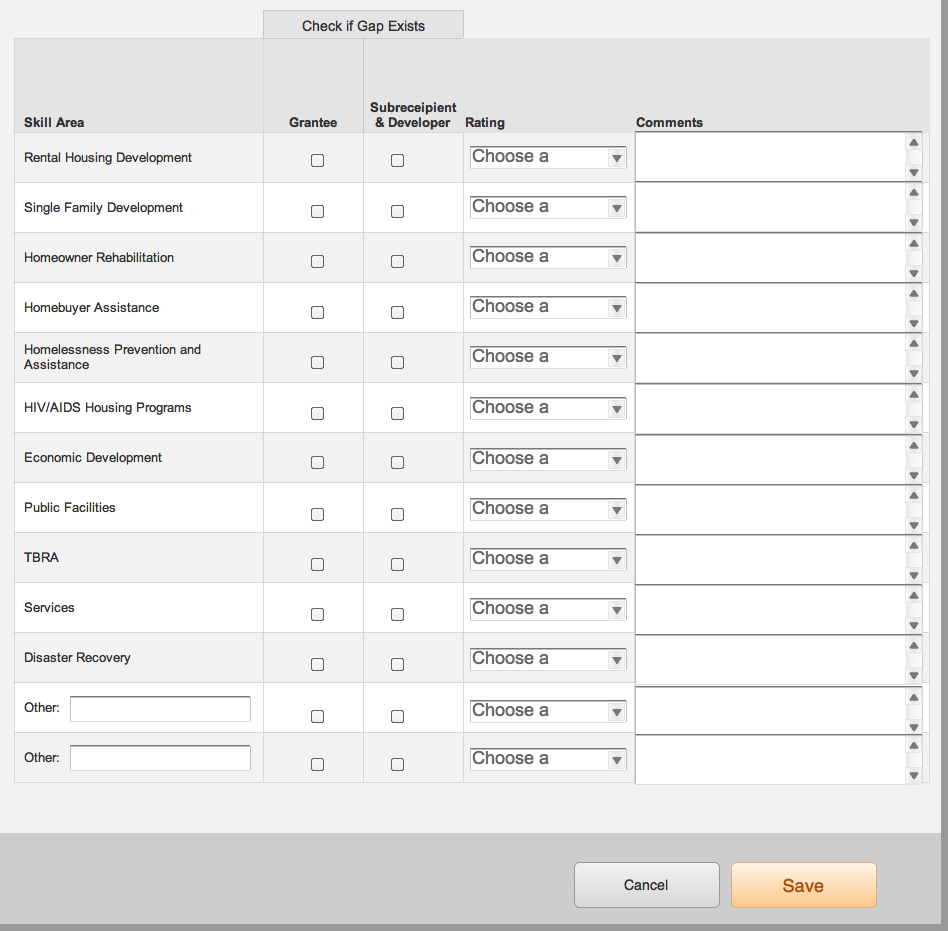 Check if Gap Exists
Subreceipient
Skill Area Grantee & Developer Rating Comments
Rental Housing Development Choose a
Single Family Development Choose a
Homeowner Rehabilitation Choose a
Homebuyer Assistance Choose a
Homelessness Prevention and
Assistance Choose a
HIV/AIDS Housing Programs Choose a
Economic Development Choose a
Public Facilities Choose a
TBRA Choose a
Services Choose a
Disaster Recovery Choose a
Other: Choose a
Other: Choose a
Cancel Save